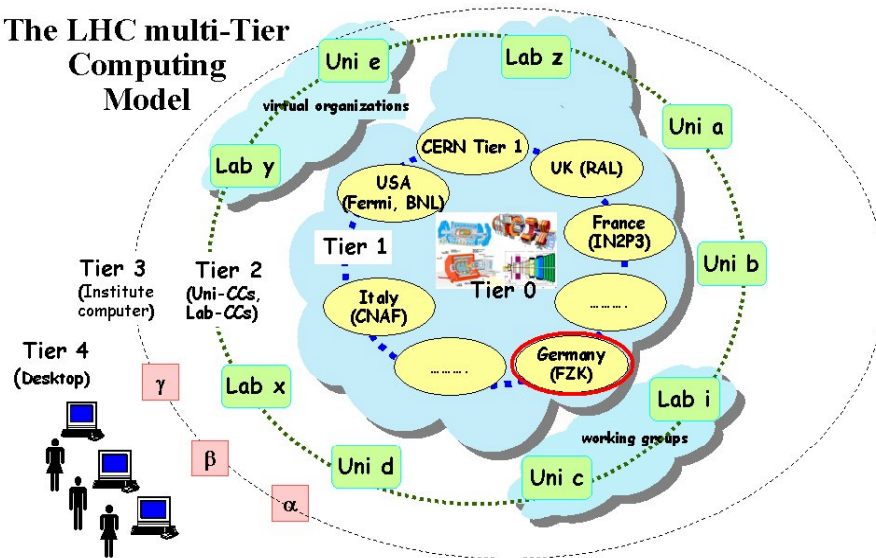 The LHC multi-Tier
Computing
Model
Uni e
Lab z
virtual organizations
Uni a
CERN Tier 1
Lab y
UK (RAL)
USA
(Fermi, BNL)
France
(IN2P3)
Tier 1
Uni b
Tier 3
(Institute
computer)
Tier 2
(Uni-CCs,
Lab-CCs)
Tier 0
Italy
(CNAF)
……….
Tier 4
(Desktop)
Germany
(FZK)
……….
γ
Lab x
Lab i
working groups
β
Uni d
Uni c
α